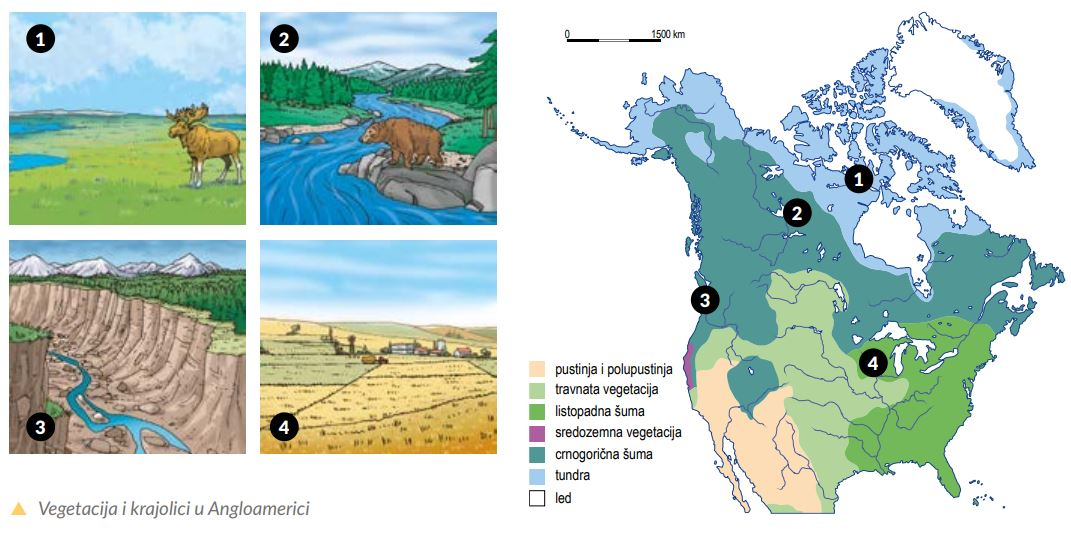 1
2
3
4
Vegetacija i krajolici u Angloamerici
0 1500 km
1
2
3
4
pustinja i polupustinja
travnata vegetacija
listopadna šuma
sredozemna vegetacija
crnogorična šuma
tundra
led